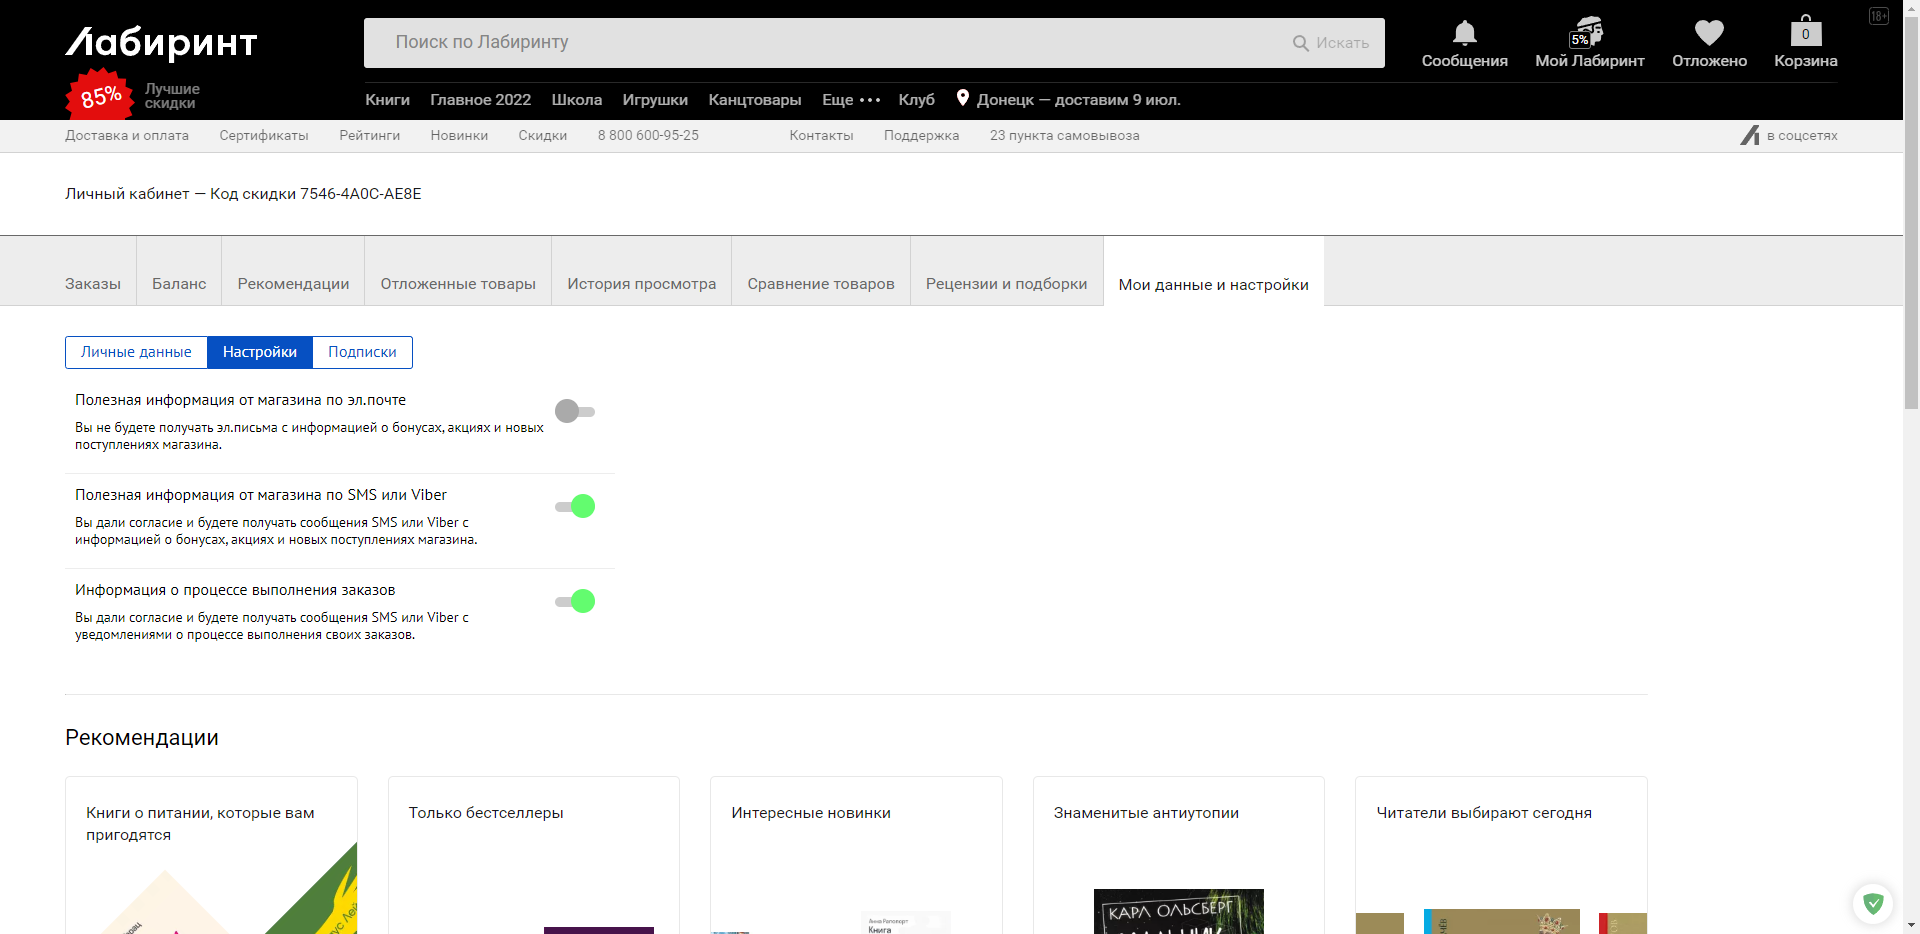 Лабиринт
Поиск по Лабиринту
Искать
Сообщения
5%
Мой Лабиринт
Отложено
0
Корзина
18+
85%
Лучшие
скидки
Книги Главное 2022 Школа Игрушки Канцтовары Еще ••• Клуб Донецк — доставим 9 июл.
Доставка и оплата Сертификаты Рейтинги Новинки Скидки 8 800 600-95-25 Контакты Поддержка 23 пункта самовывоза в соцсетях
Личный кабинет — Код скидки 7546-4A0C-AE8E
Заказы Баланс Рекомендации Отложенные товары История просмотра Сравнение товаров Рецензии и подборки Мои данные и настройки
Личные данные Настройки Подписки
Полезная информация от магазина по эл.почте
Вы не будете получать эл.письма с информацией о бонусах, акциях и новых
поступлениях магазина.
Полезная информация от магазина по SMS или Viber
Вы дали согласие и будете получать сообщения SMS или Viber с
информацией о бонусах, акциях и новых поступлениях магазина.
Информация о процессе выполнения заказов
Вы дали согласие и будете получать сообщения SMS или Viber с
уведомлениями о процессе выполнения своих заказов.
Рекомендации
Книги о питании, которые вам
пригодятся
Только бестселлеры
Интересные новинки
Знаменитые антиутопии
Читатели выбирают сегодня
Анна Рапопорт
Книга
КАРЛ ОЛЬСБЕРГ